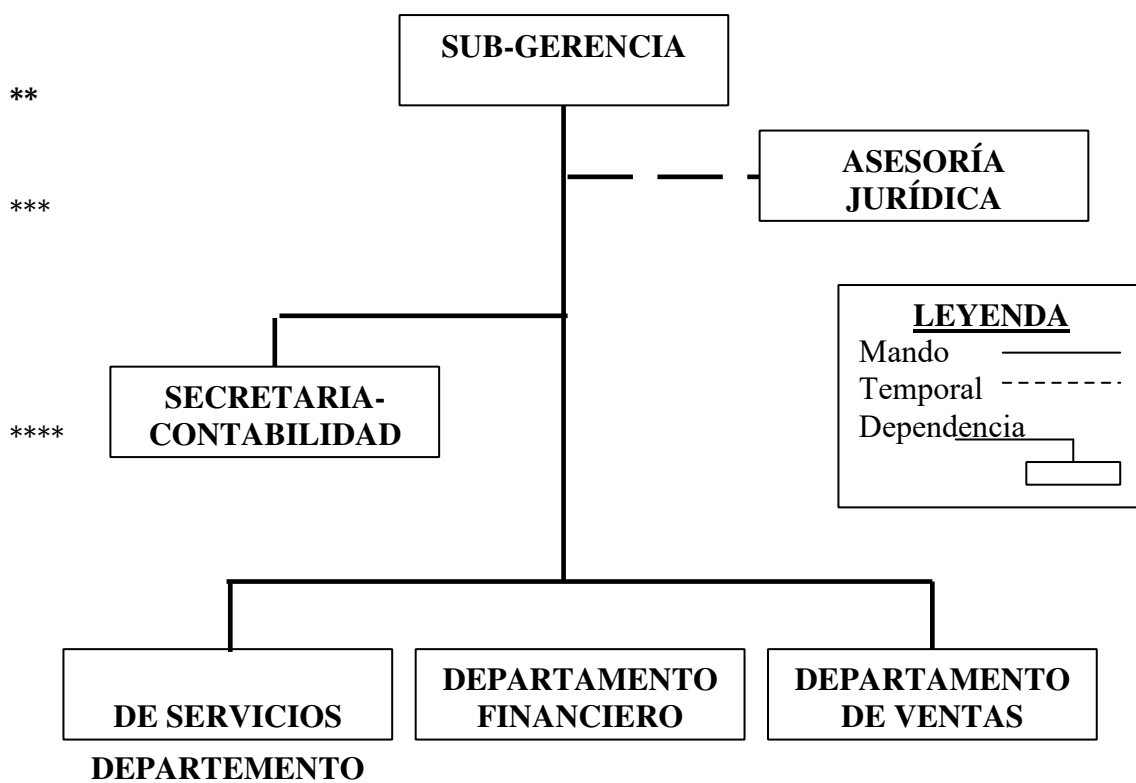 SUB-GERENCIA
**
ASESORÍA
JURÍDICA
***
LEYENDA
Mando
Temporal
Dependencia
SECRETARIA-
CONTABILIDAD
****
DE SERVICIOS
DEPARTEMENTO
DEPARTAMENTO
FINANCIERO
DEPARTAMENTO
DE VENTAS